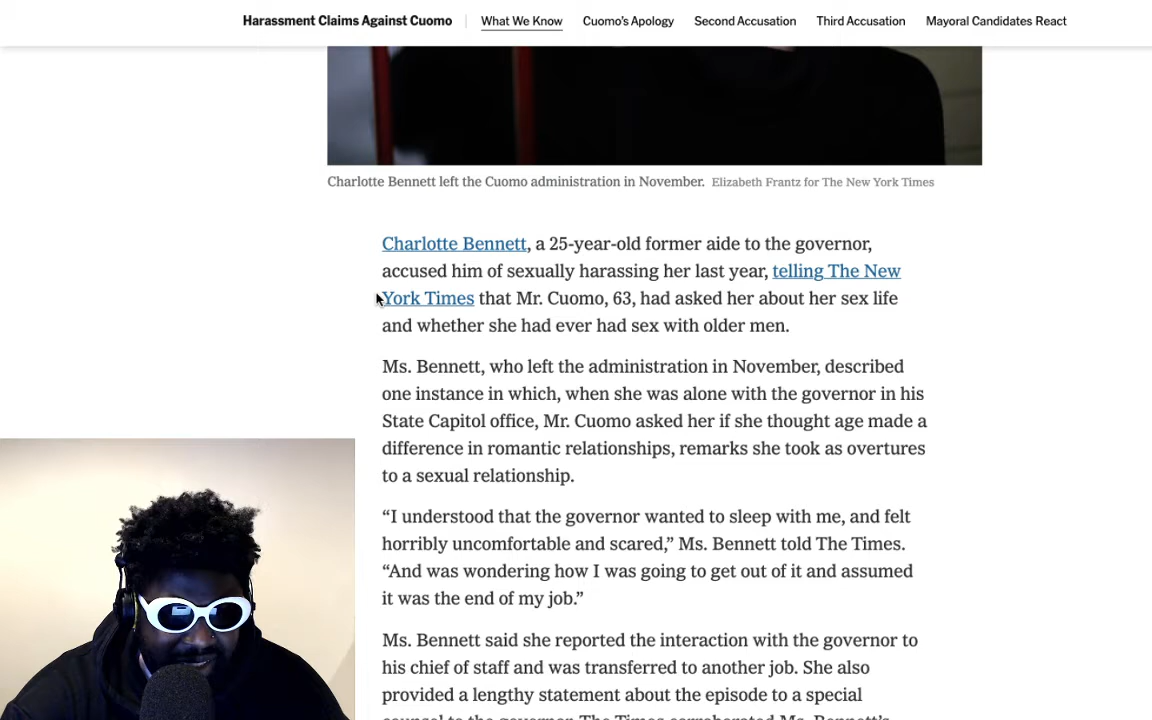 Harassment Claims Against Cuomo | What We Know Cuomo's Apology Second Accusation Third Accusation Mayoral Candidates React
Charlotte Bennett left the Cuomo administration in November. Elizabeth Frantz for The New York Times
Charlotte Bennett, a 25-year-old former aide to the governor,
accused him of sexually harassing her last year, telling The New
York Times that Mr. Cuomo, 63, had asked her about her sex life
and whether she had ever had sex with older men.
Ms. Bennett, who left the administration in November, described
one instance in which, when she was alone with the governor in his
State Capitol office, Mr. Cuomo asked her if she thought age made a
difference in romantic relationships, remarks she took as overtures
to a sexual relationship.
“I understood that the governor wanted to sleep with me, and felt
horribly uncomfortable and scared,” Ms. Bennett told The Times.
“And was wondering how I was going to get out of it and assumed
it was the end of my job.”
Ms. Bennett said she reported the interaction with the governor to
his chief of staff and was transferred to another job. She also
provided a lengthy statement about the episode to a special
counsel to the governor. The Times corroborated Ms. Bennett’s